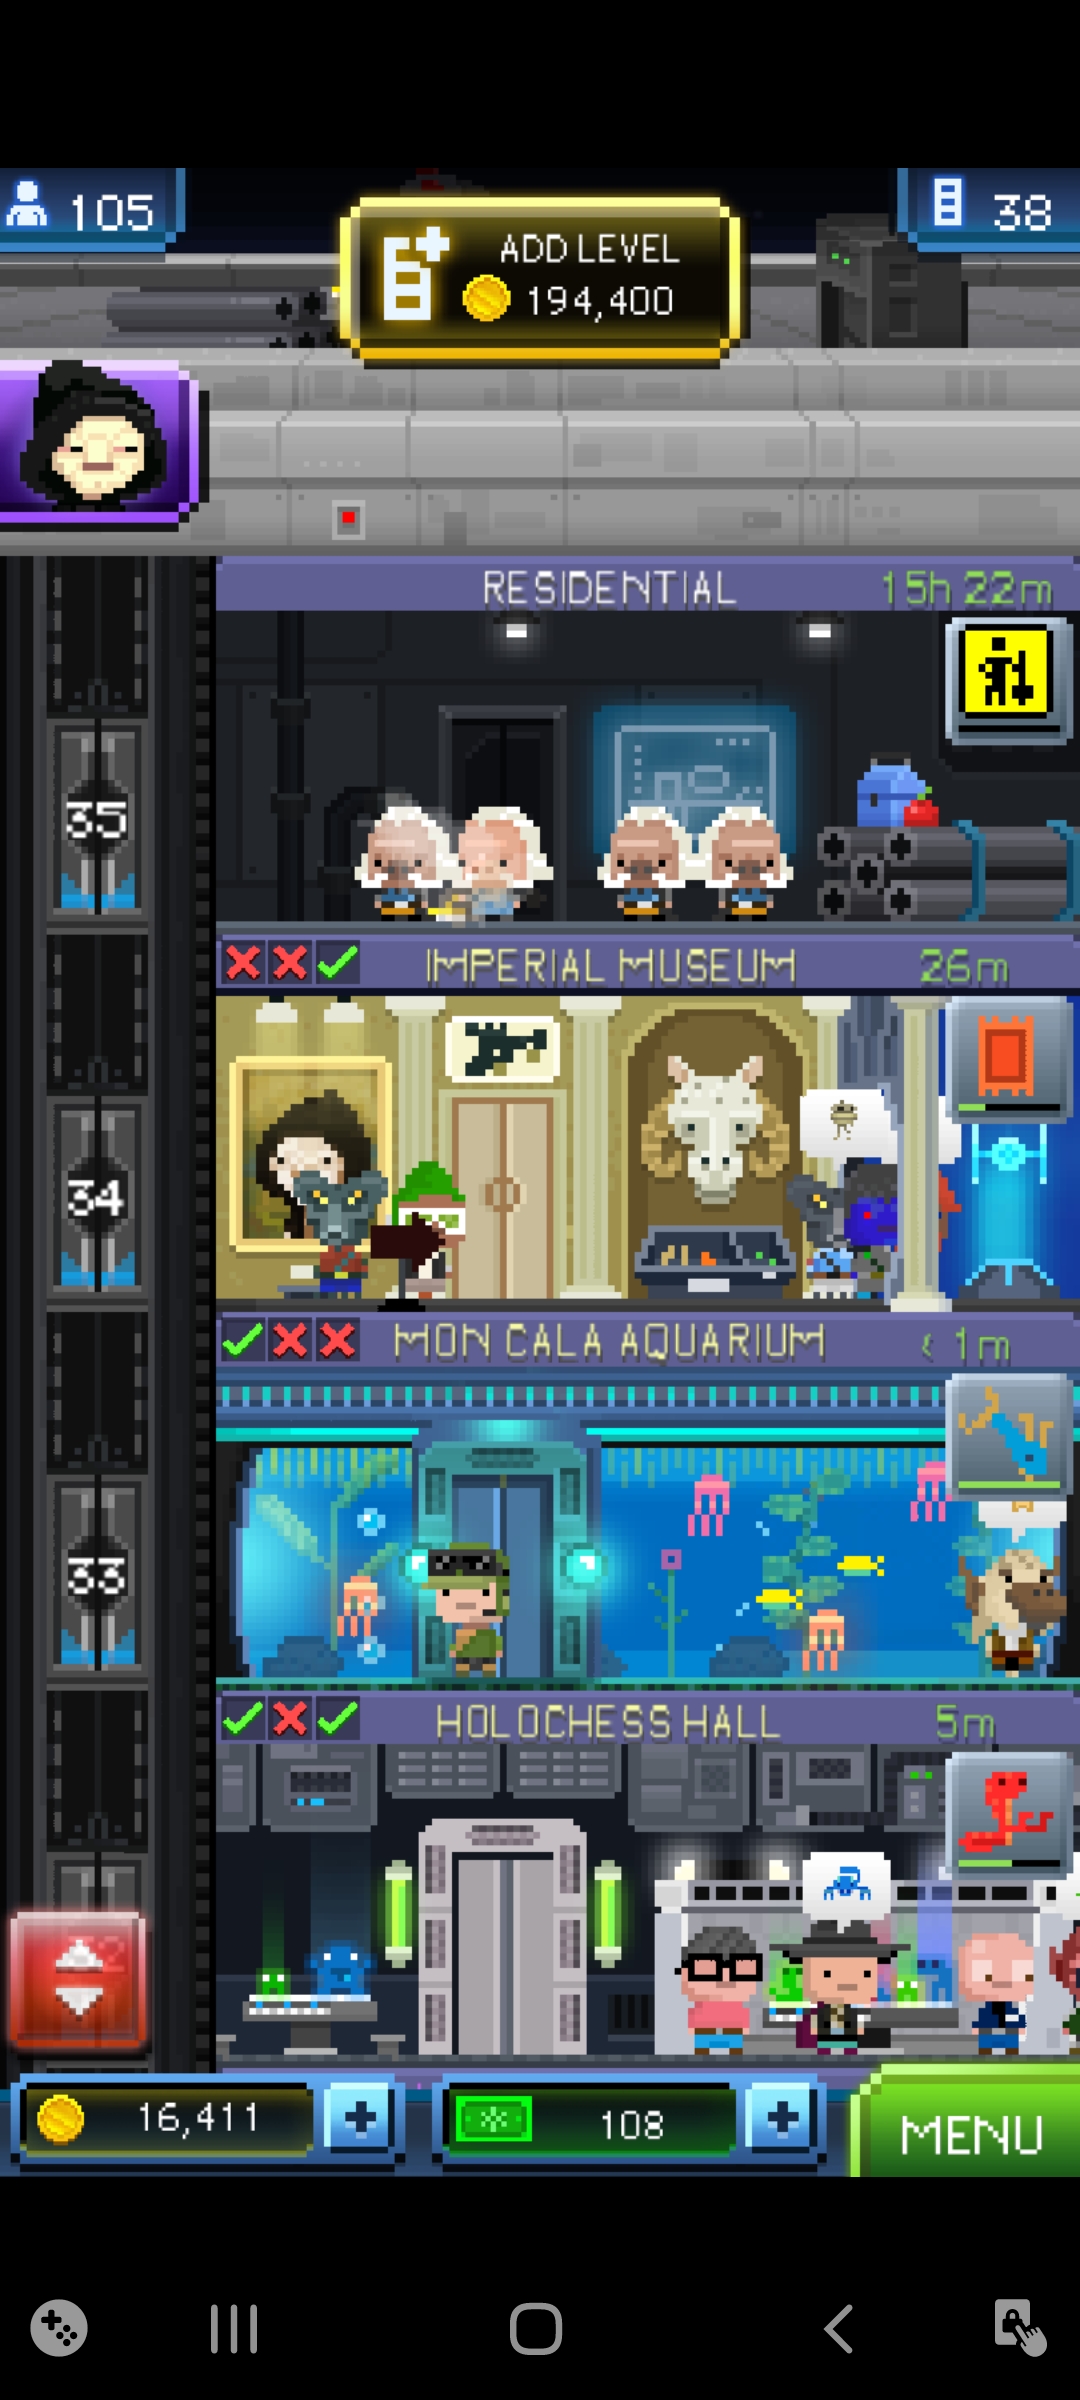 105
ADD LEVEL
194,400
38
RESIDENTIAL 15h 22m
35
IMPERIAL MUSEUM 26m
34
MON CALA AQUARIUM < 1m
33
HOLOCHESS HALL 5m
32
16,411
108
MENU